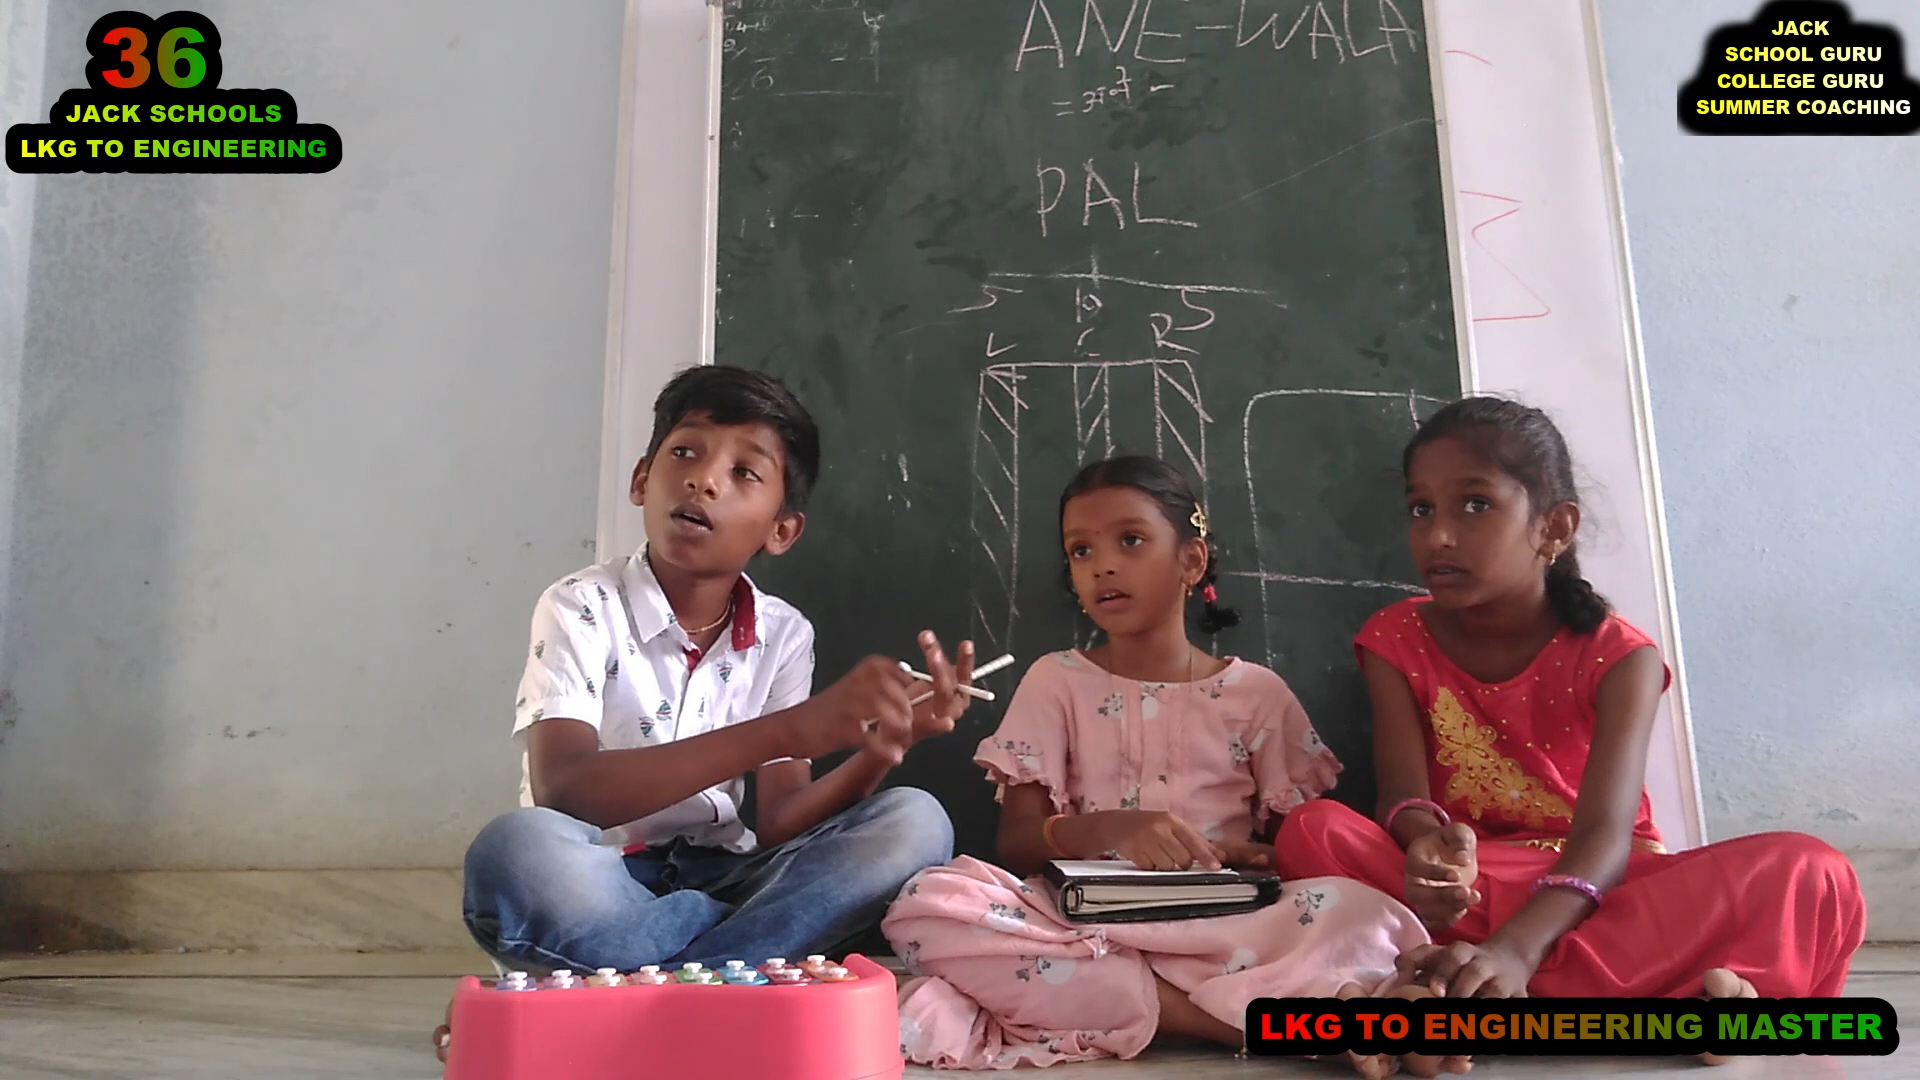 36
JACK SCHOOLS
LKG TO ENGINEERING
JACK
SCHOOL GURU
COLLEGE GURU
SUMMER COACHING
ANE-WALA
= आने -
PAL
S D S
L C R
LKG TO ENGINEERING MASTER